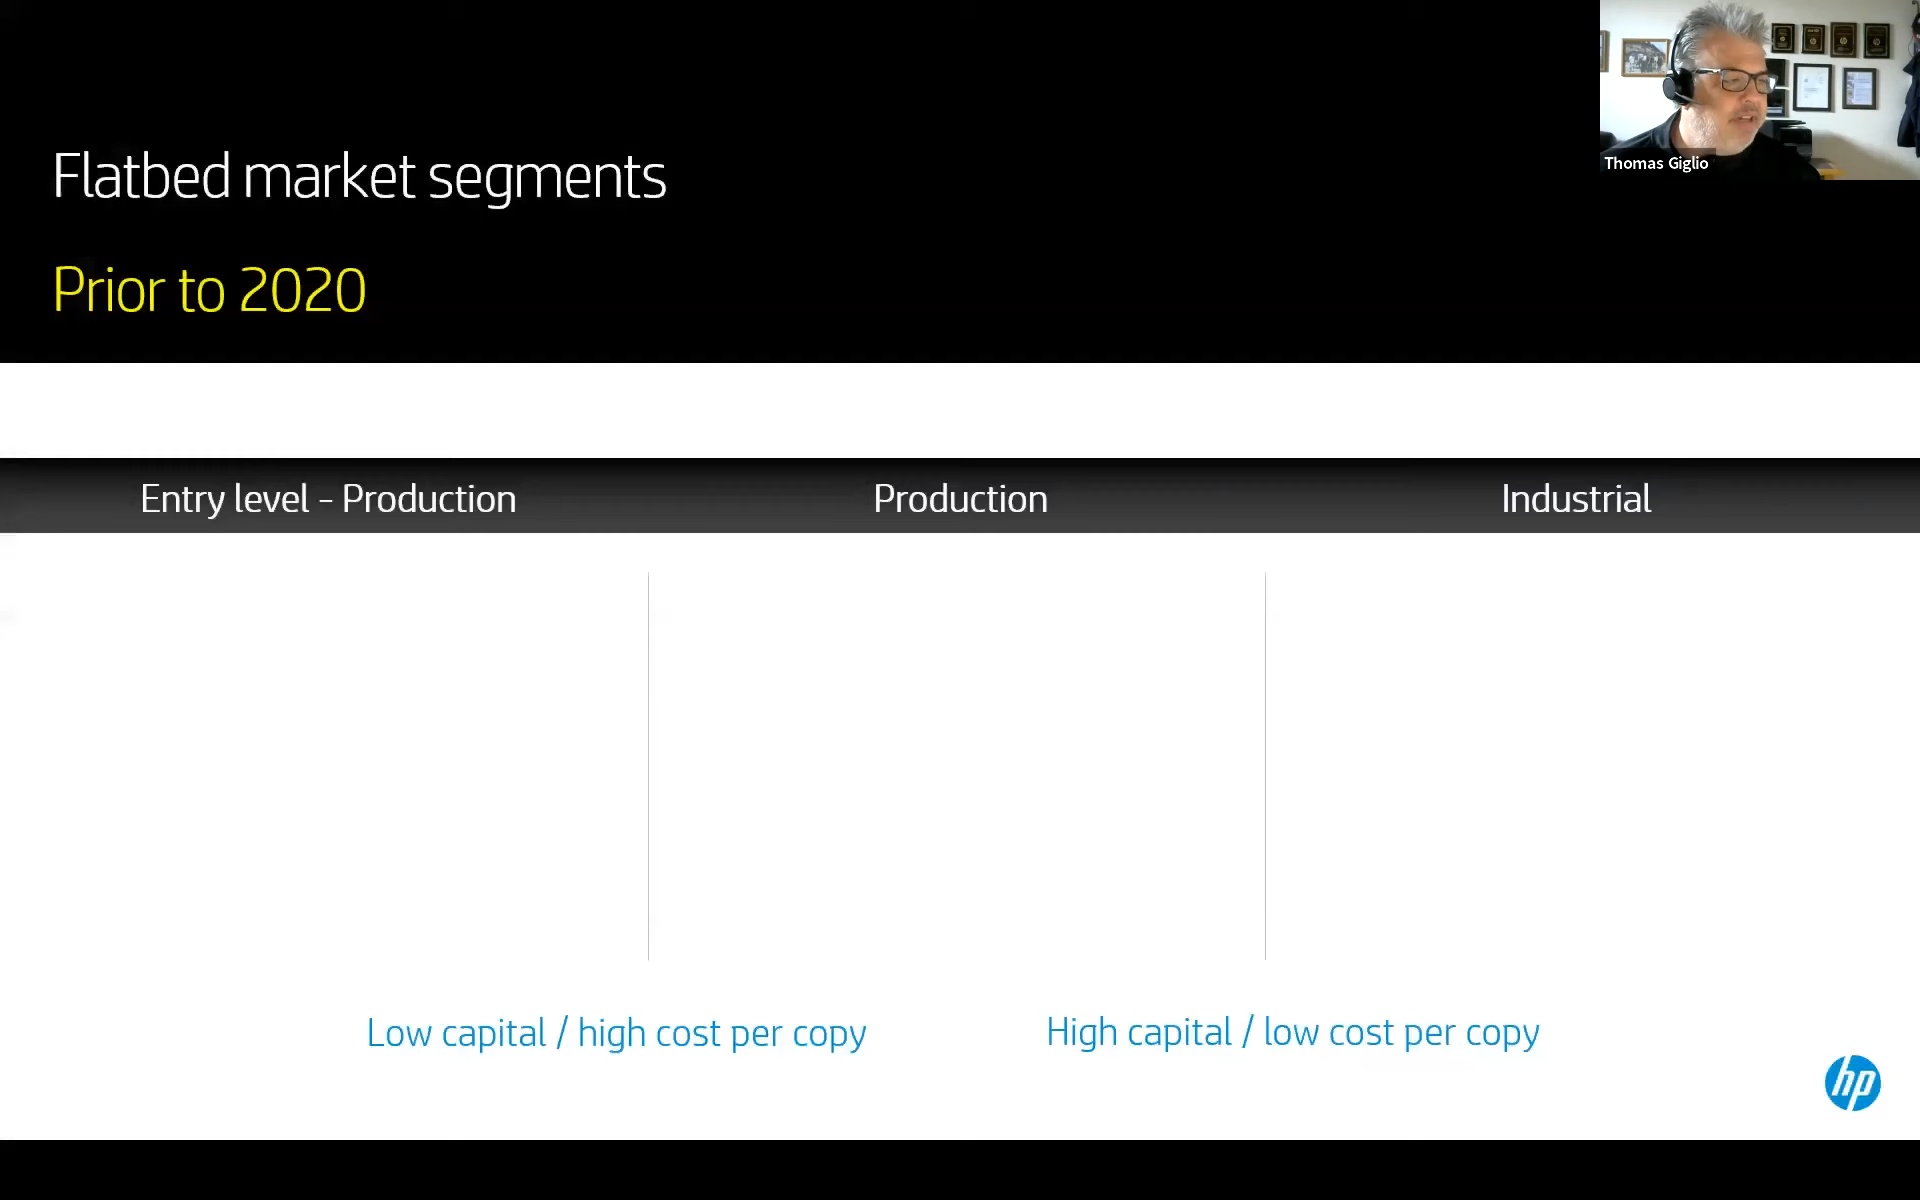 Thomas Giglio
Flatbed market segments
Prior to 2020
Entry level – Production
Production
Industrial
Low capital / high cost per copy
High capital / low cost per copy
hp